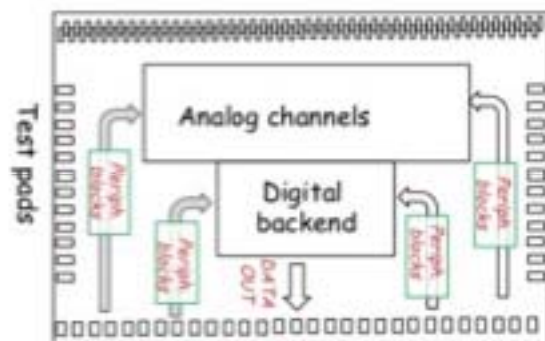 Test pads
Analog channels
Digital
backend
Periph
blocks
Periph
blocks
Periph
blocks
Periph
blocks
DATA
OUT